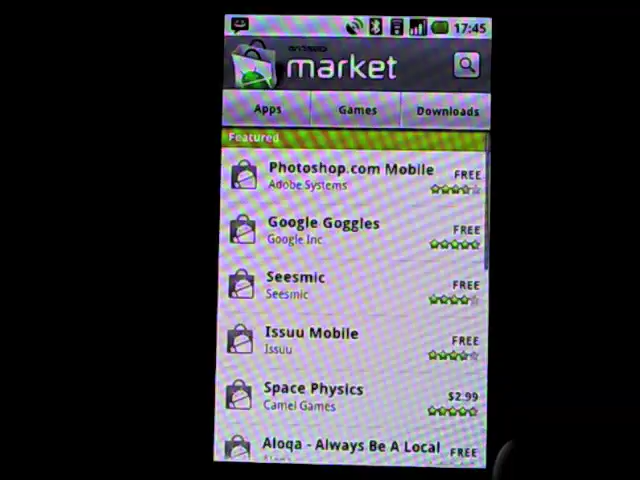 17:45
ANDROID
market
Apps
Games
Downloads
Featured
Photoshop.com Mobile
FREE
Adobe Systems
Google Goggles
FREE
Google Inc.
Seesmic
FREE
Seesmic
Issuu Mobile
FREE
Issuu
Space Physics
$2.99
Camel Games
Aloqa - Always Be A Local
FREE